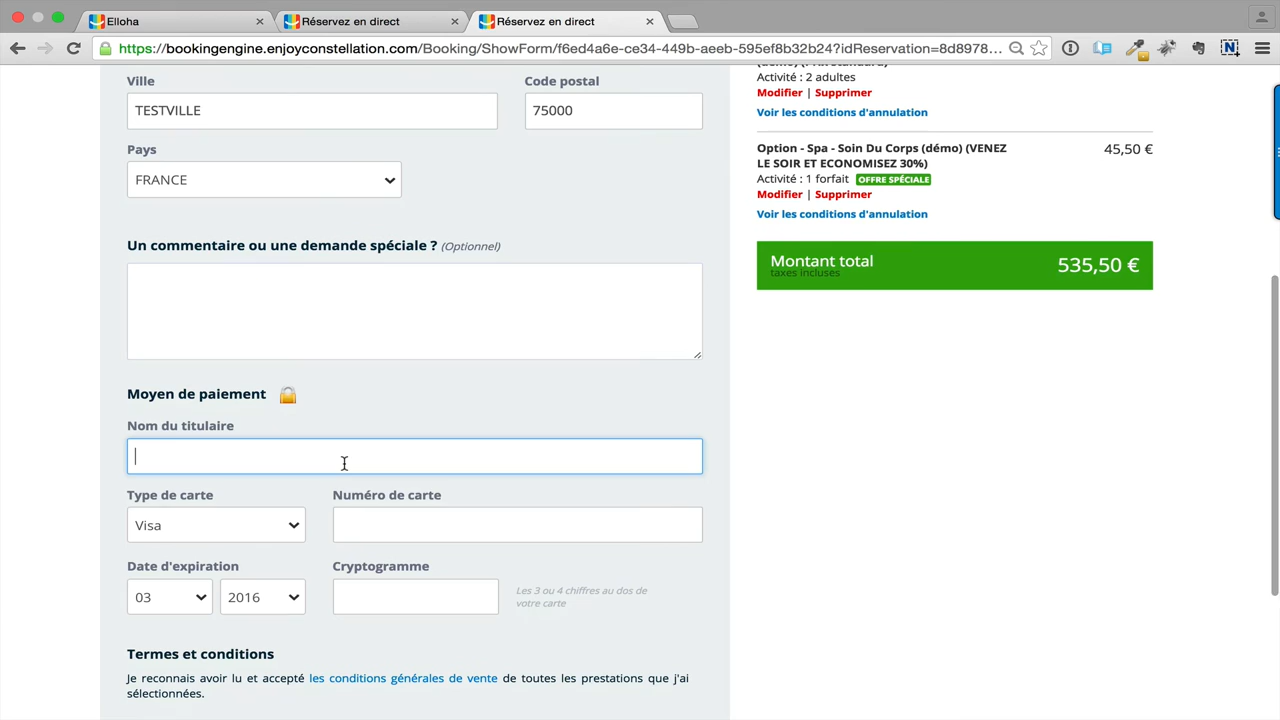 Elloha
Réservez en direct
Réservez en direct
https://bookingengine.enjoyconstellation.com/Booking/ShowForm/f6ed4a6e-ce34-449b-aeeb-595ef8b32b24?idReservation=8d8978...
Ville
Code postal
TESTVILLE
75000
Pays
FRANCE
Un commentaire ou une demande spéciale ? (Optionnel)
Moyen de paiement
Nom du titulaire
Type de carte
Numéro de carte
Visa
Date d'expiration
Cryptogramme
03
2016
Les 3 ou 4 chiffres au dos de
votre carte
Termes et conditions
Je reconnais avoir lu et accepté les conditions générales de vente de toutes les prestations que j'ai
sélectionnées.
Activité : 2 adultes
Modifier | Supprimer
Voir les conditions d'annulation
Option - Spa - Soin Du Corps (démo) (VENEZ
LE SOIR ET ECONOMISEZ 30%)
45,50 €
Activité : 1 forfait OFFRE SPÉCIALE
Modifier | Supprimer
Voir les conditions d'annulation
Montant total
taxes incluses
535,50 €